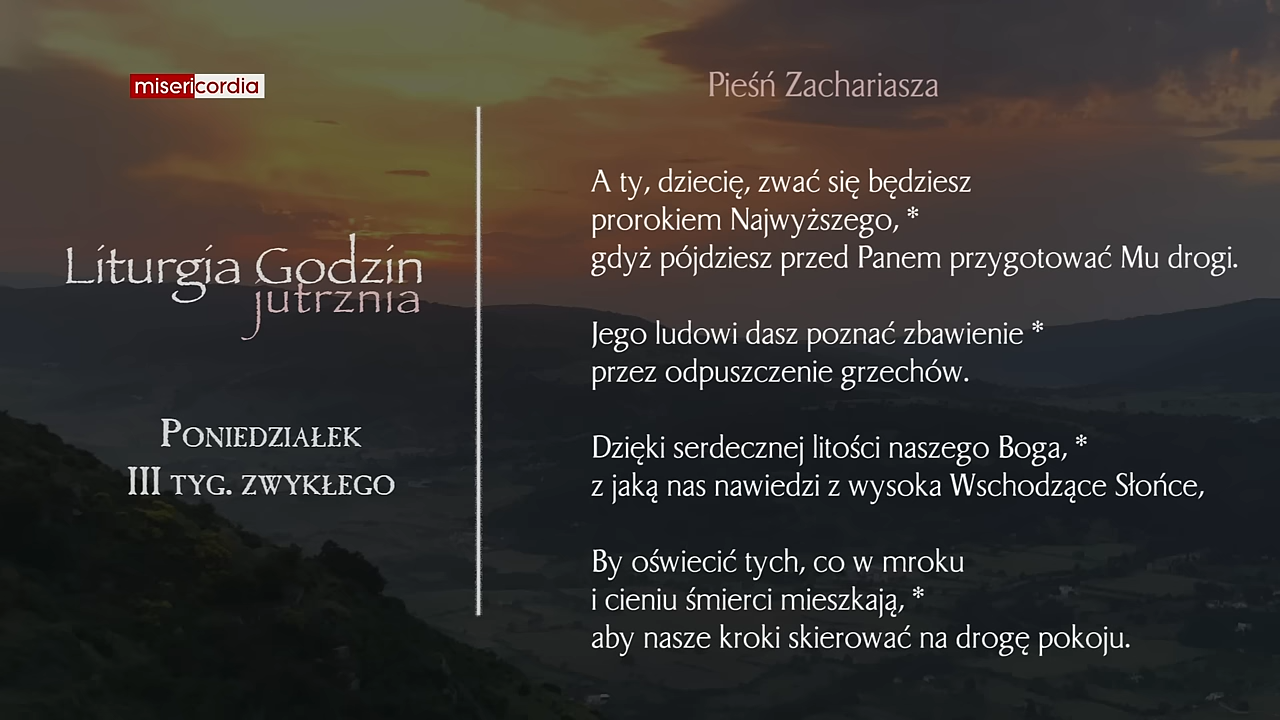 misericordia
Liturgia Godzin
jutrznia
Poniedziałek
III tyg. zwykłego
Pieśń Zachariasza
A ty, dziecię, zwać się będziesz
prorokiem Najwyższego, *
gdyż pójdziesz przed Panem przygotować Mu drogi.
Jego ludowi dasz poznać zbawienie *
przez odpuszczenie grzechów.
Dzięki serdecznej litości naszego Boga, *
z jaką nas nawiedzi z wysoka Wschodzące Słońce,
By oświecić tych, co w mroku
i cieniu śmierci mieszkają, *
aby nasze kroki skierować na drogę pokoju.